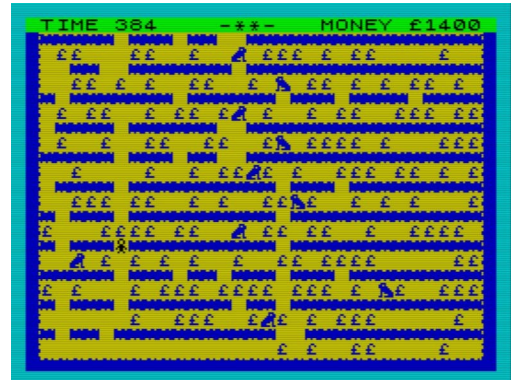 TIME 384 -**- MONEY £1400
££ ££ £ £££ ££ £
££ £ £ ££ £ ££ £ £ ££ £
£ ££ £ ££ £ £ £ ££ £££ ££
£ £ ££ ££ £ ££££ £ £££
£ £ £ ££ £ £ £ £££ ££
£££ ££ ££ ££ £ £ £ £ £
£ ££££ ££ ££ £ ££ £ ££££
£ £ £ £ £ ££ £ ££££ ££
£ £ £££ ££££ £££ £ £ £££
£ £££ £ £ £ £ £££ £
£ £ ££ £